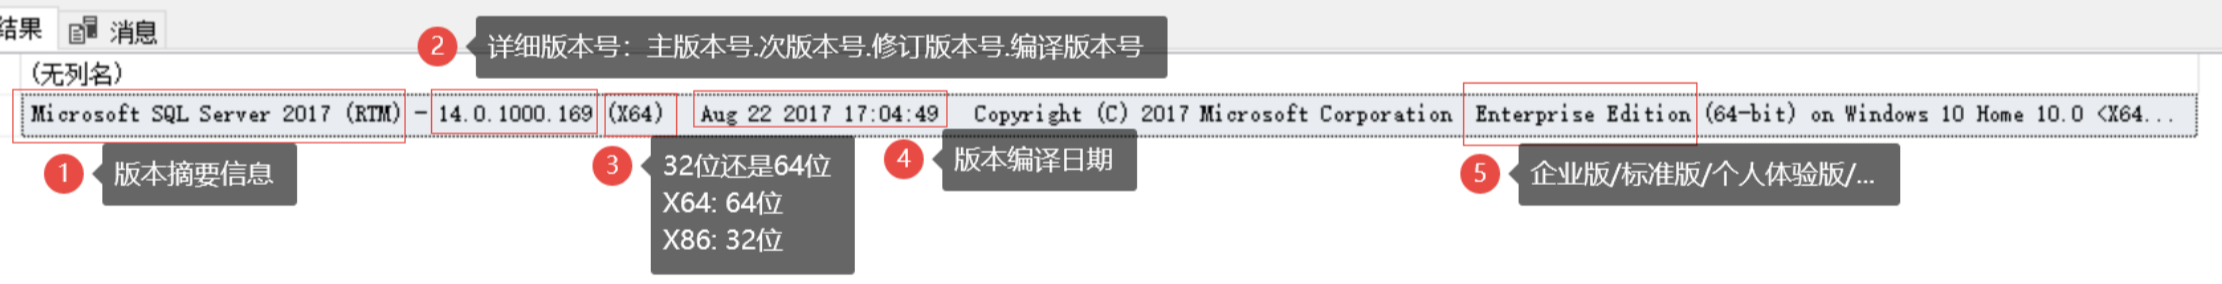 结果 消息
② 详细版本号：主版本号.次版本号.修订版本号.编译版本号
(无列名)
Microsoft SQL Server 2017 (RTM) - 14.0.1000.169 (X64) Aug 22 2017 17:04:49 Copyright (C) 2017 Microsoft Corporation Enterprise Edition (64-bit) on Windows 10 Home 10.0 <X64...
① 版本摘要信息
③ 32位还是64位
X64: 64位
X86: 32位
④ 版本编译日期
⑤ 企业版/标准版/个人体验版/...